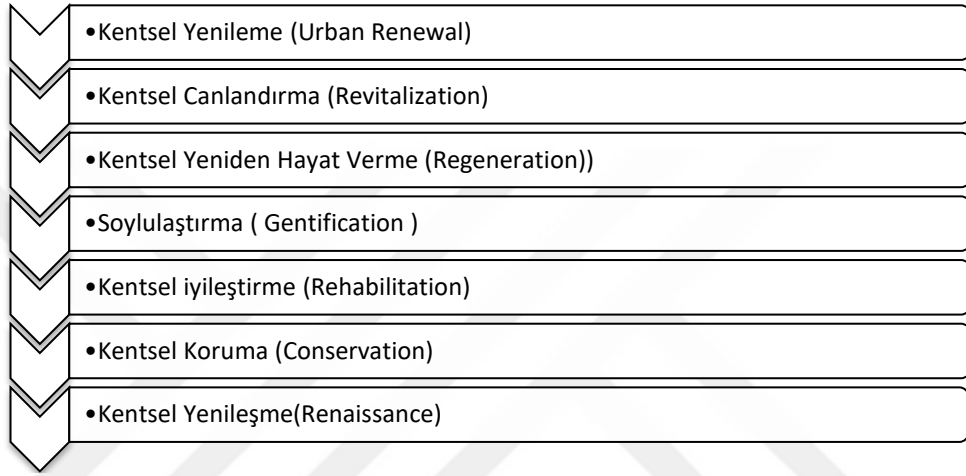 •Kentsel Yenileme (Urban Renewal)
•Kentsel Canlandırma (Revitalization)
•Kentsel Yeniden Hayat Verme (Regeneration))
•Soylulaştırma ( Gentification )
•Kentsel iyileştirme (Rehabilitation)
•Kentsel Koruma (Conservation)
•Kentsel Yenileşme(Renaissance)